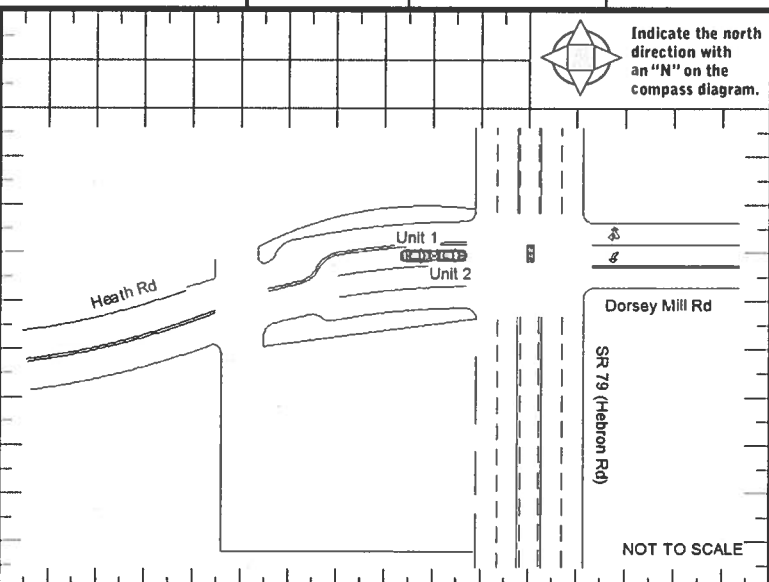 Indicate the north
direction with
an "N" on the
compass diagram.
Unit 1
Unit 2
Heath Rd
Dorsey Mill Rd
SR 79 (Hebron Rd)
NOT TO SCALE